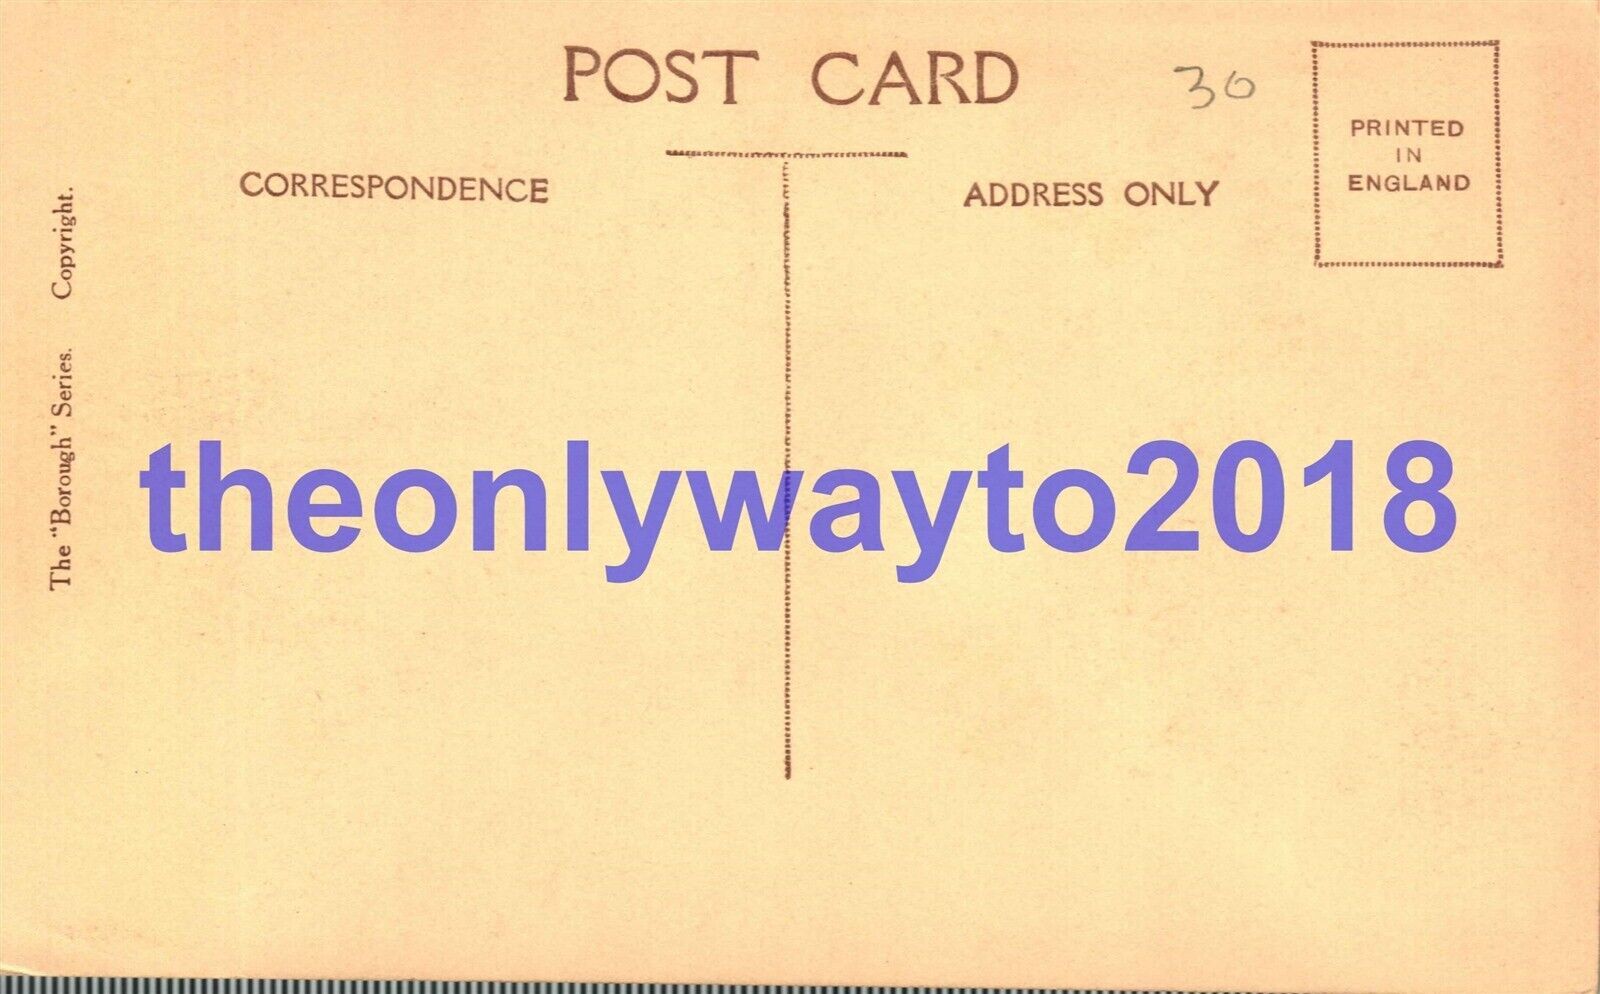 POST CARD
30
PRINTED
IN
ENGLAND
CORRESPONDENCE
ADDRESS ONLY
The "Borough" Series. Copyright.
theonlywayto2018